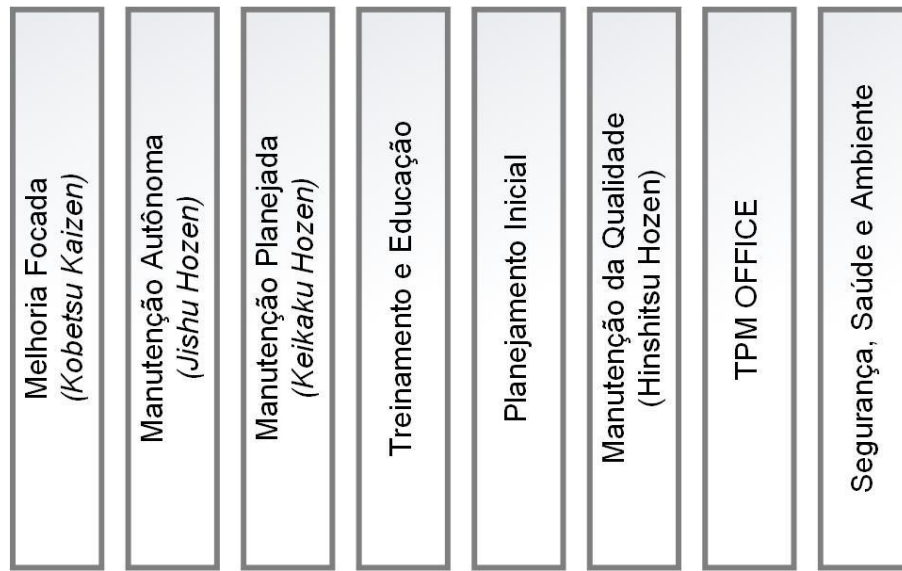 Melhoria Focada
(Kobetsu Kaizen)
Manutenção Autônoma
(Jishu Hozen)
Manutenção Planejada
(Keikaku Hozen)
Treinamento e Educação
Planejamento Inicial
Manutenção da Qualidade
(Hinshitsu Hozen)
TPM OFFICE
Segurança, Saúde e Ambiente